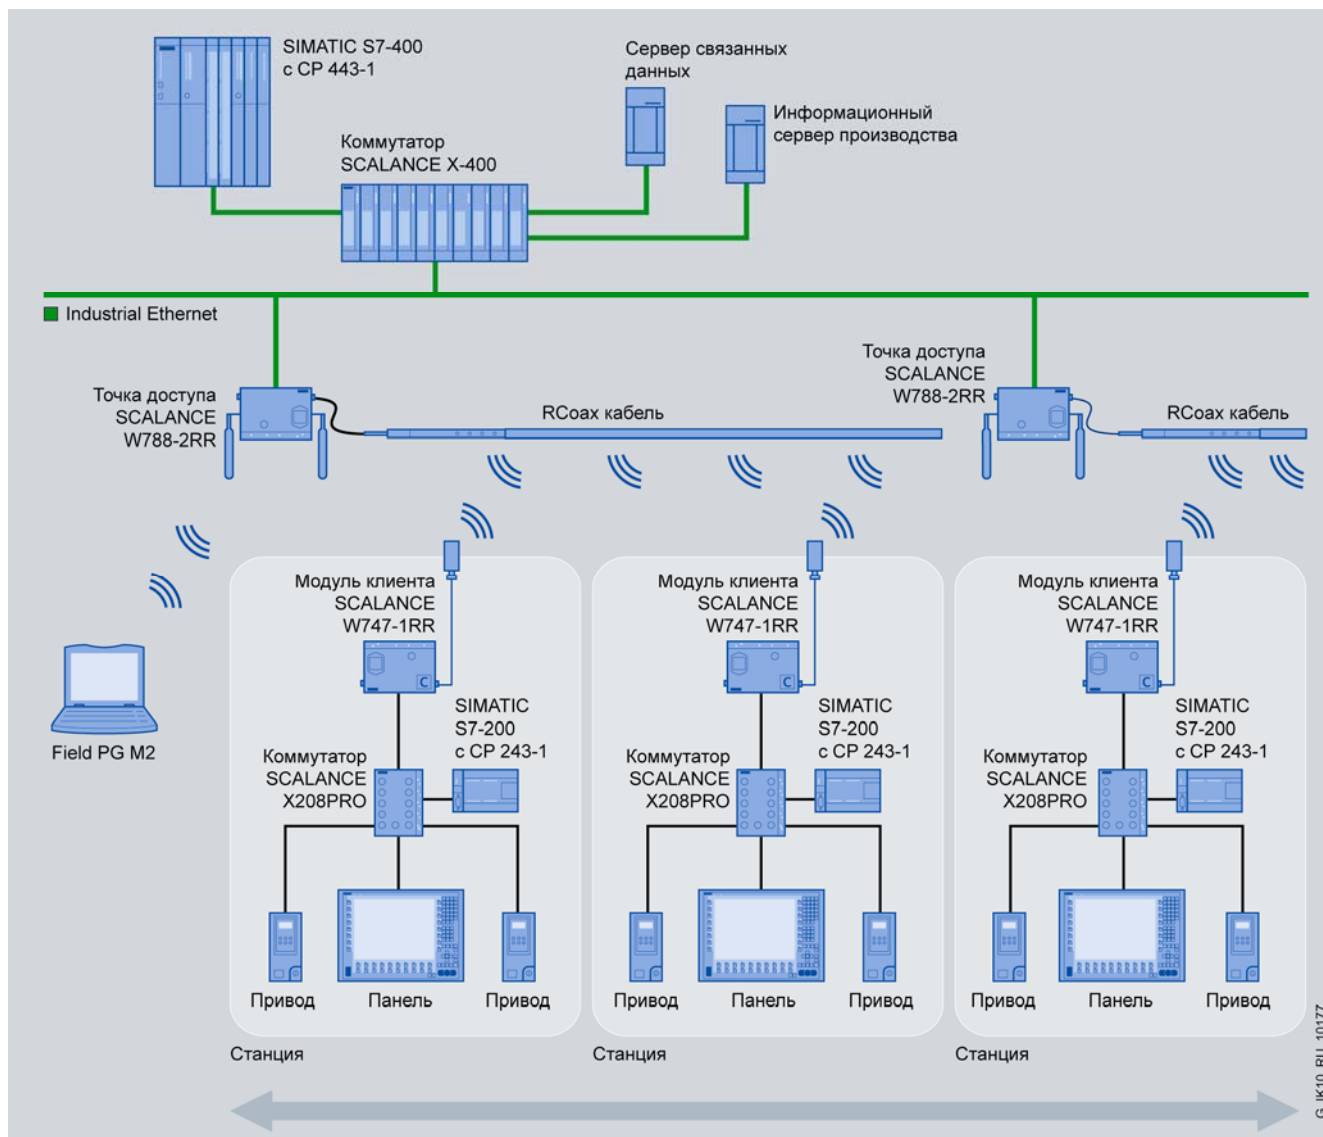 SIMATIC S7-400
с CP 443-1
Сервер связанных
данных
Информационный
сервер производства
Коммутатор
SCALANCE X-400
Industrial Ethernet
Точка доступа
SCALANCE
W788-2RR
RCoax кабель
Точка доступа
SCALANCE
W788-2RR
RCoax кабель
Field PG M2
Модуль клиента
SCALANCE
W747-1RR
C
SIMATIC
S7-200
с CP 243-1
Коммутатор
SCALANCE
X208PRO
Привод
Панель
Привод
Станция
Модуль клиента
SCALANCE
W747-1RR
C
SIMATIC
S7-200
с CP 243-1
Коммутатор
SCALANCE
X208PRO
Привод
Панель
Привод
Станция
Модуль клиента
SCALANCE
W747-1RR
C
SIMATIC
S7-200
с CP 243-1
Коммутатор
SCALANCE
X208PRO
Привод
Панель
Привод
Станция
G_IK10_RU_10177